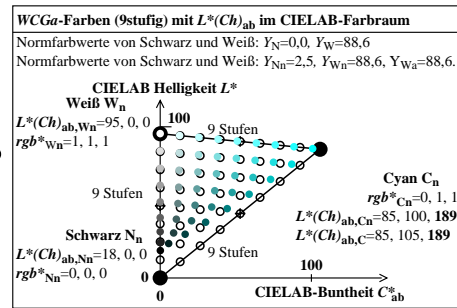 WCGa-Farben (9stufig) mit L*(Ch)ab im CIELAB-Farbraum
Normfarbwerte von Schwarz und Weiß: YN=0,0, YW=88,6
Normfarbwerte von Schwarz und Weiß: YNn=2,5, YWn=88,6, YWa=88,6.
CIELAB Helligkeit L*
Weiß Wn
100
L*(Ch)ab,Wn=95, 0, 0
rgb*Wn=1, 1, 1
9 Stufen
9 Stufen
Cyan Cn
rgb*Cn=0, 1, 1
L*(Ch)ab,Cn=85, 100, 189
L*(Ch)ab,C=85, 105, 189
Schwarz Nn
9 Stufen
L*(Ch)ab,Nn=18, 0, 0
rgb*Nn=0, 0, 0
0
0
100
CIELAB-Buntheit C*ab